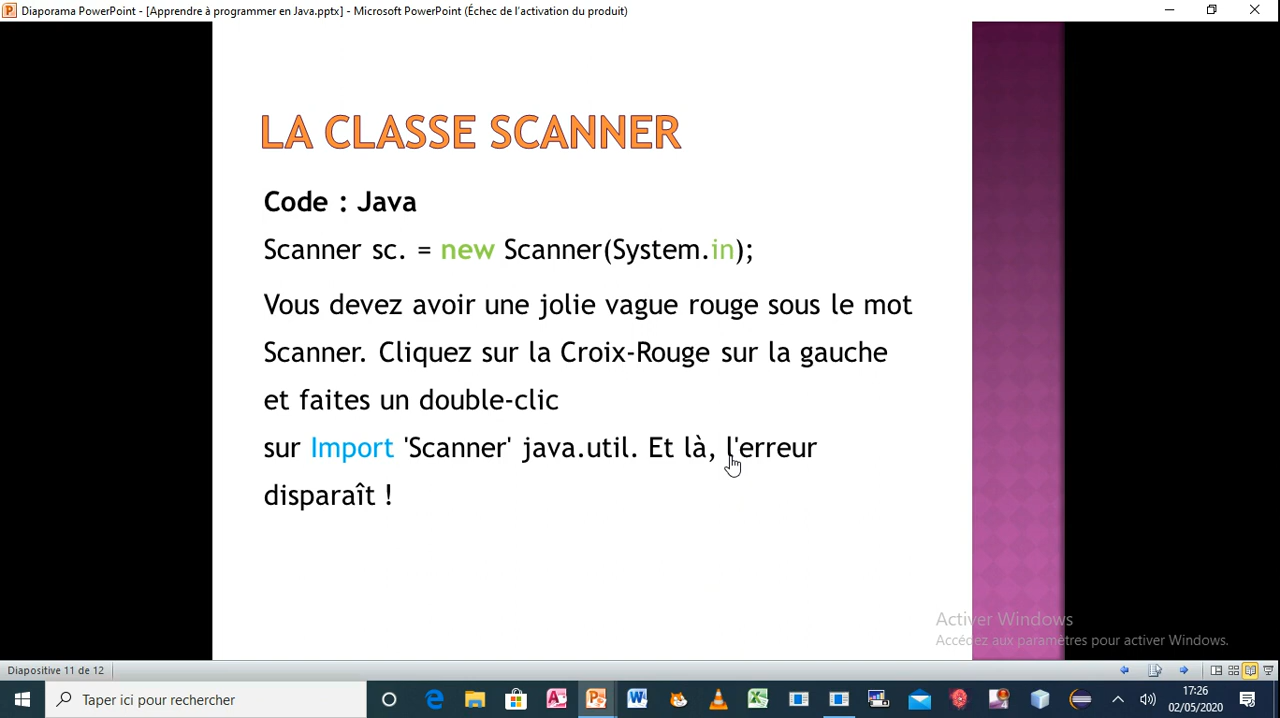 Diaporama PowerPoint - [Apprendre à programmer en Java.pptx] - Microsoft PowerPoint (Échec de l'activation du produit)
LA CLASSE SCANNER
Code : Java
Scanner sc. = new Scanner(System.in);
Vous devez avoir une jolie vague rouge sous le mot
Scanner. Cliquez sur la Croix-Rouge sur la gauche
et faites un double-clic
sur Import 'Scanner' java.util. Et là, l'erreur
disparaît !
Activer Windows
Accédez aux paramètres pour activer Windows.
Diapositive 11 de 12
Taper ici pour rechercher
17:26
02/05/2020